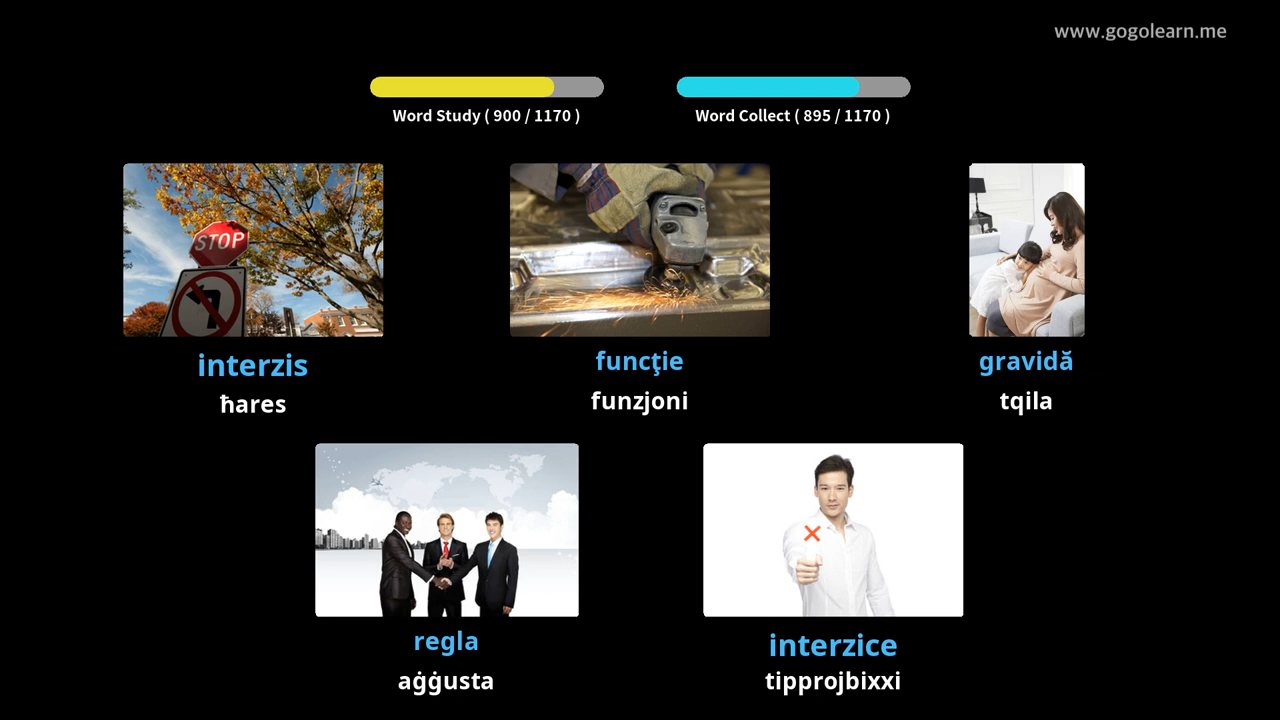 www.gogolearn.me
Word Study ( 900 / 1170 )
Word Collect ( 895 / 1170 )
STOP
interzis
ħares
funcţie
funzjoni
gravidă
tqila
regla
aġġusta
interzice
tipprojbixxi